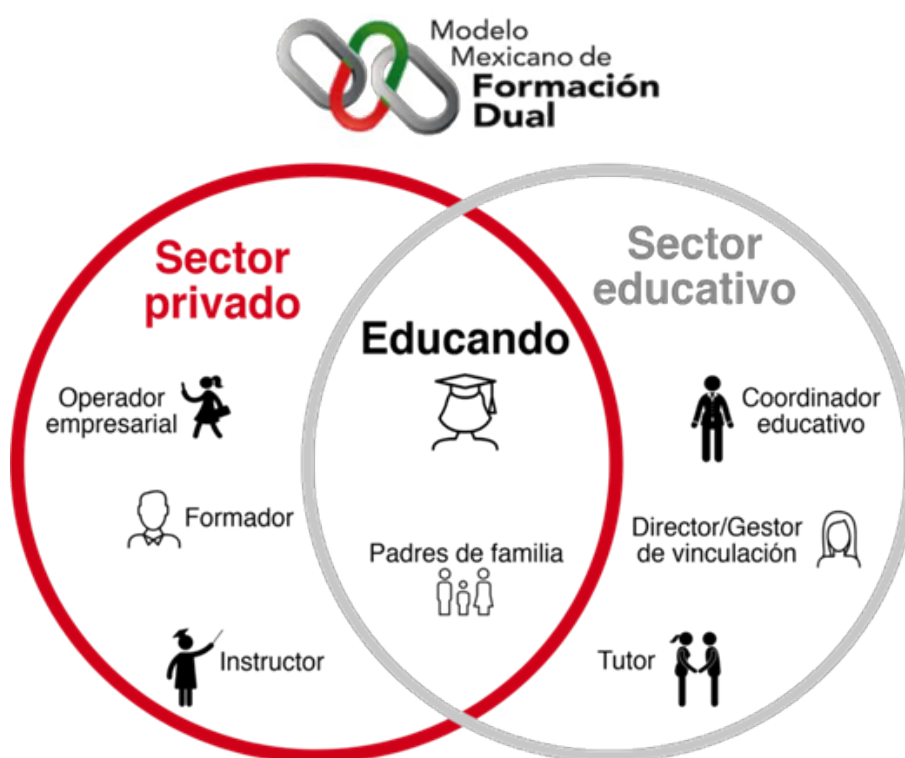 Modelo
Mexicano de
Formación
Dual
Sector
privado
Sector
educativo
Educando
Operador
empresarial
Coordinador
educativo
Formador
Director/Gestor
de vinculación
Padres de familia
Instructor
Tutor